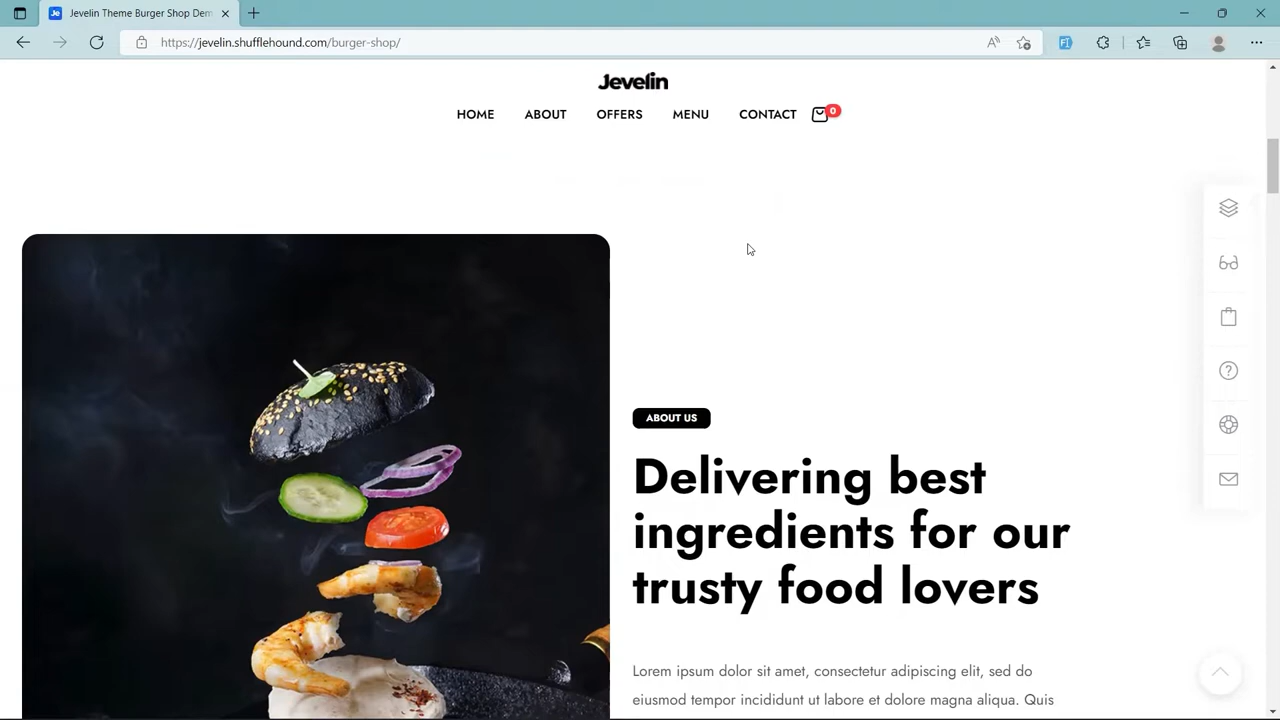 Jevelin Theme Burger Shop Dem
https://jevelin.shufflehound.com/burger-shop/
Jevelin
HOME ABOUT OFFERS MENU CONTACT 0
ABOUT US
Delivering best
ingredients for our
trusty food lovers
Lorem ipsum dolor sit amet, consectetur adipiscing elit, sed do
eiusmod tempor incididunt ut labore et dolore magna aliqua. Quis